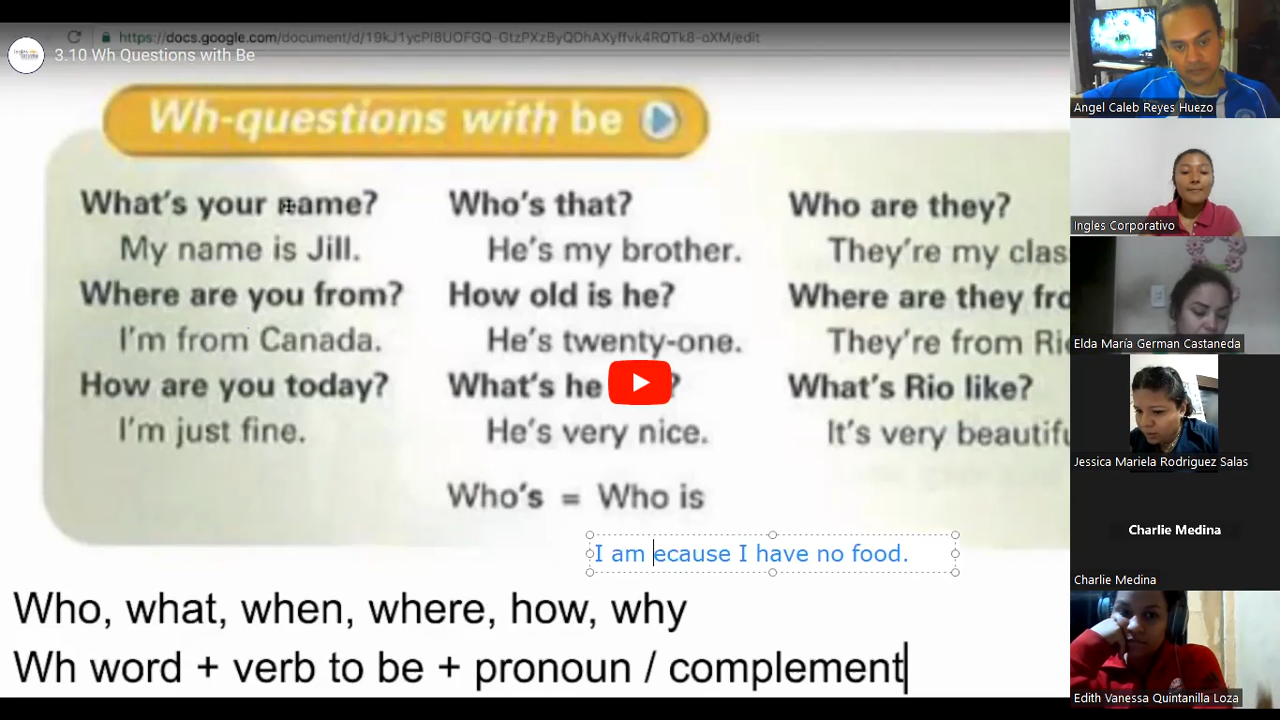 https://docs.google.com/document/d/19kJ1ycPI8UOFGQ-GtzPXzByQDhAXyffvk4RQTk8-oXM/edit
3.10 Wh Questions with Be
Wh-questions with be
What's your name?
My name is Jill.
Where are you from?
I'm from Canada.
How are you today?
I'm just fine.
Who's that?
He's my brother.
How old is he?
He's twenty-one.
What's he ?
He's very nice.
Who's = Who is
Who are they?
They're my clas
Where are they fro
They're from Ri
What's Rio like?
It's very beautifu
I am ecause I have no food.
Who, what, when, where, how, why
Wh word + verb to be + pronoun / complement
Angel Caleb Reyes Huezo
Ingles Corporativo
Elda María German Castaneda
Jessica Mariela Rodriguez Salas
Charlie Medina
Charlie Medina
Edith Vanessa Quintanilla Loza